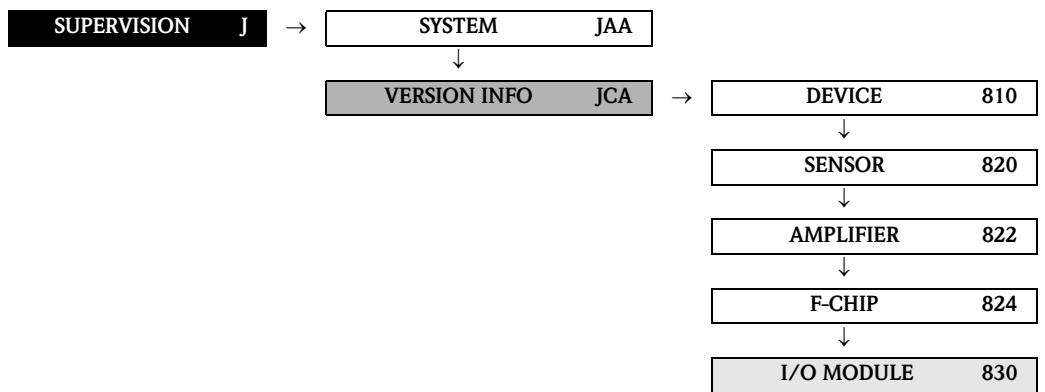 SUPERVISION J → SYSTEM JAA
↓
VERSION INFO JCA → DEVICE 810
↓
SENSOR 820
↓
AMPLIFIER 822
↓
F-CHIP 824
↓
I/O MODULE 830